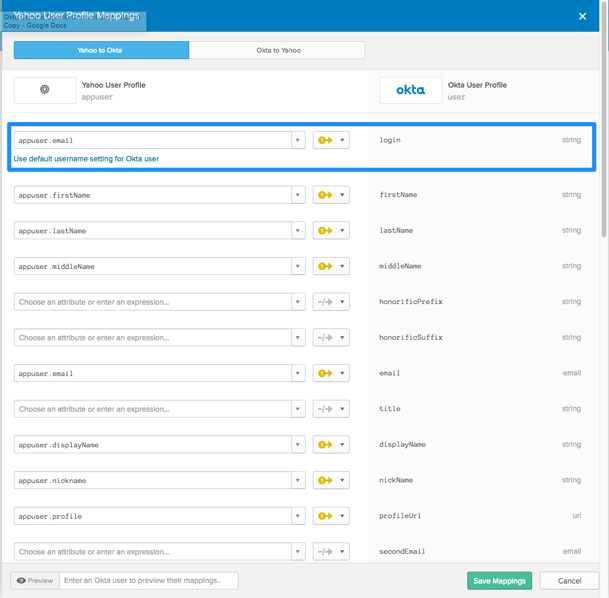 Yahoo User Profile Mappings
Copy - Google Docs
Yahoo to Okta
Okta to Yahoo
Yahoo User Profile
appuser
okta
Okta User Profile
user
appuser.email
login string
Use default username setting for Okta user
appuser.firstName
firstName string
appuser.lastName
lastName string
appuser.middleName
middleName string
Choose an attribute or enter an expression...
honorificPrefix string
Choose an attribute or enter an expression...
honorificSuffix string
appuser.email
email email
Choose an attribute or enter an expression...
title string
appuser.displayName
displayName string
appuser.nickname
nickName string
appuser.profile
profileUrl uri
Choose an attribute or enter an expression...
secondEmail email
Preview
Enter an Okta user to preview their mappings..
Save Mappings
Cancel